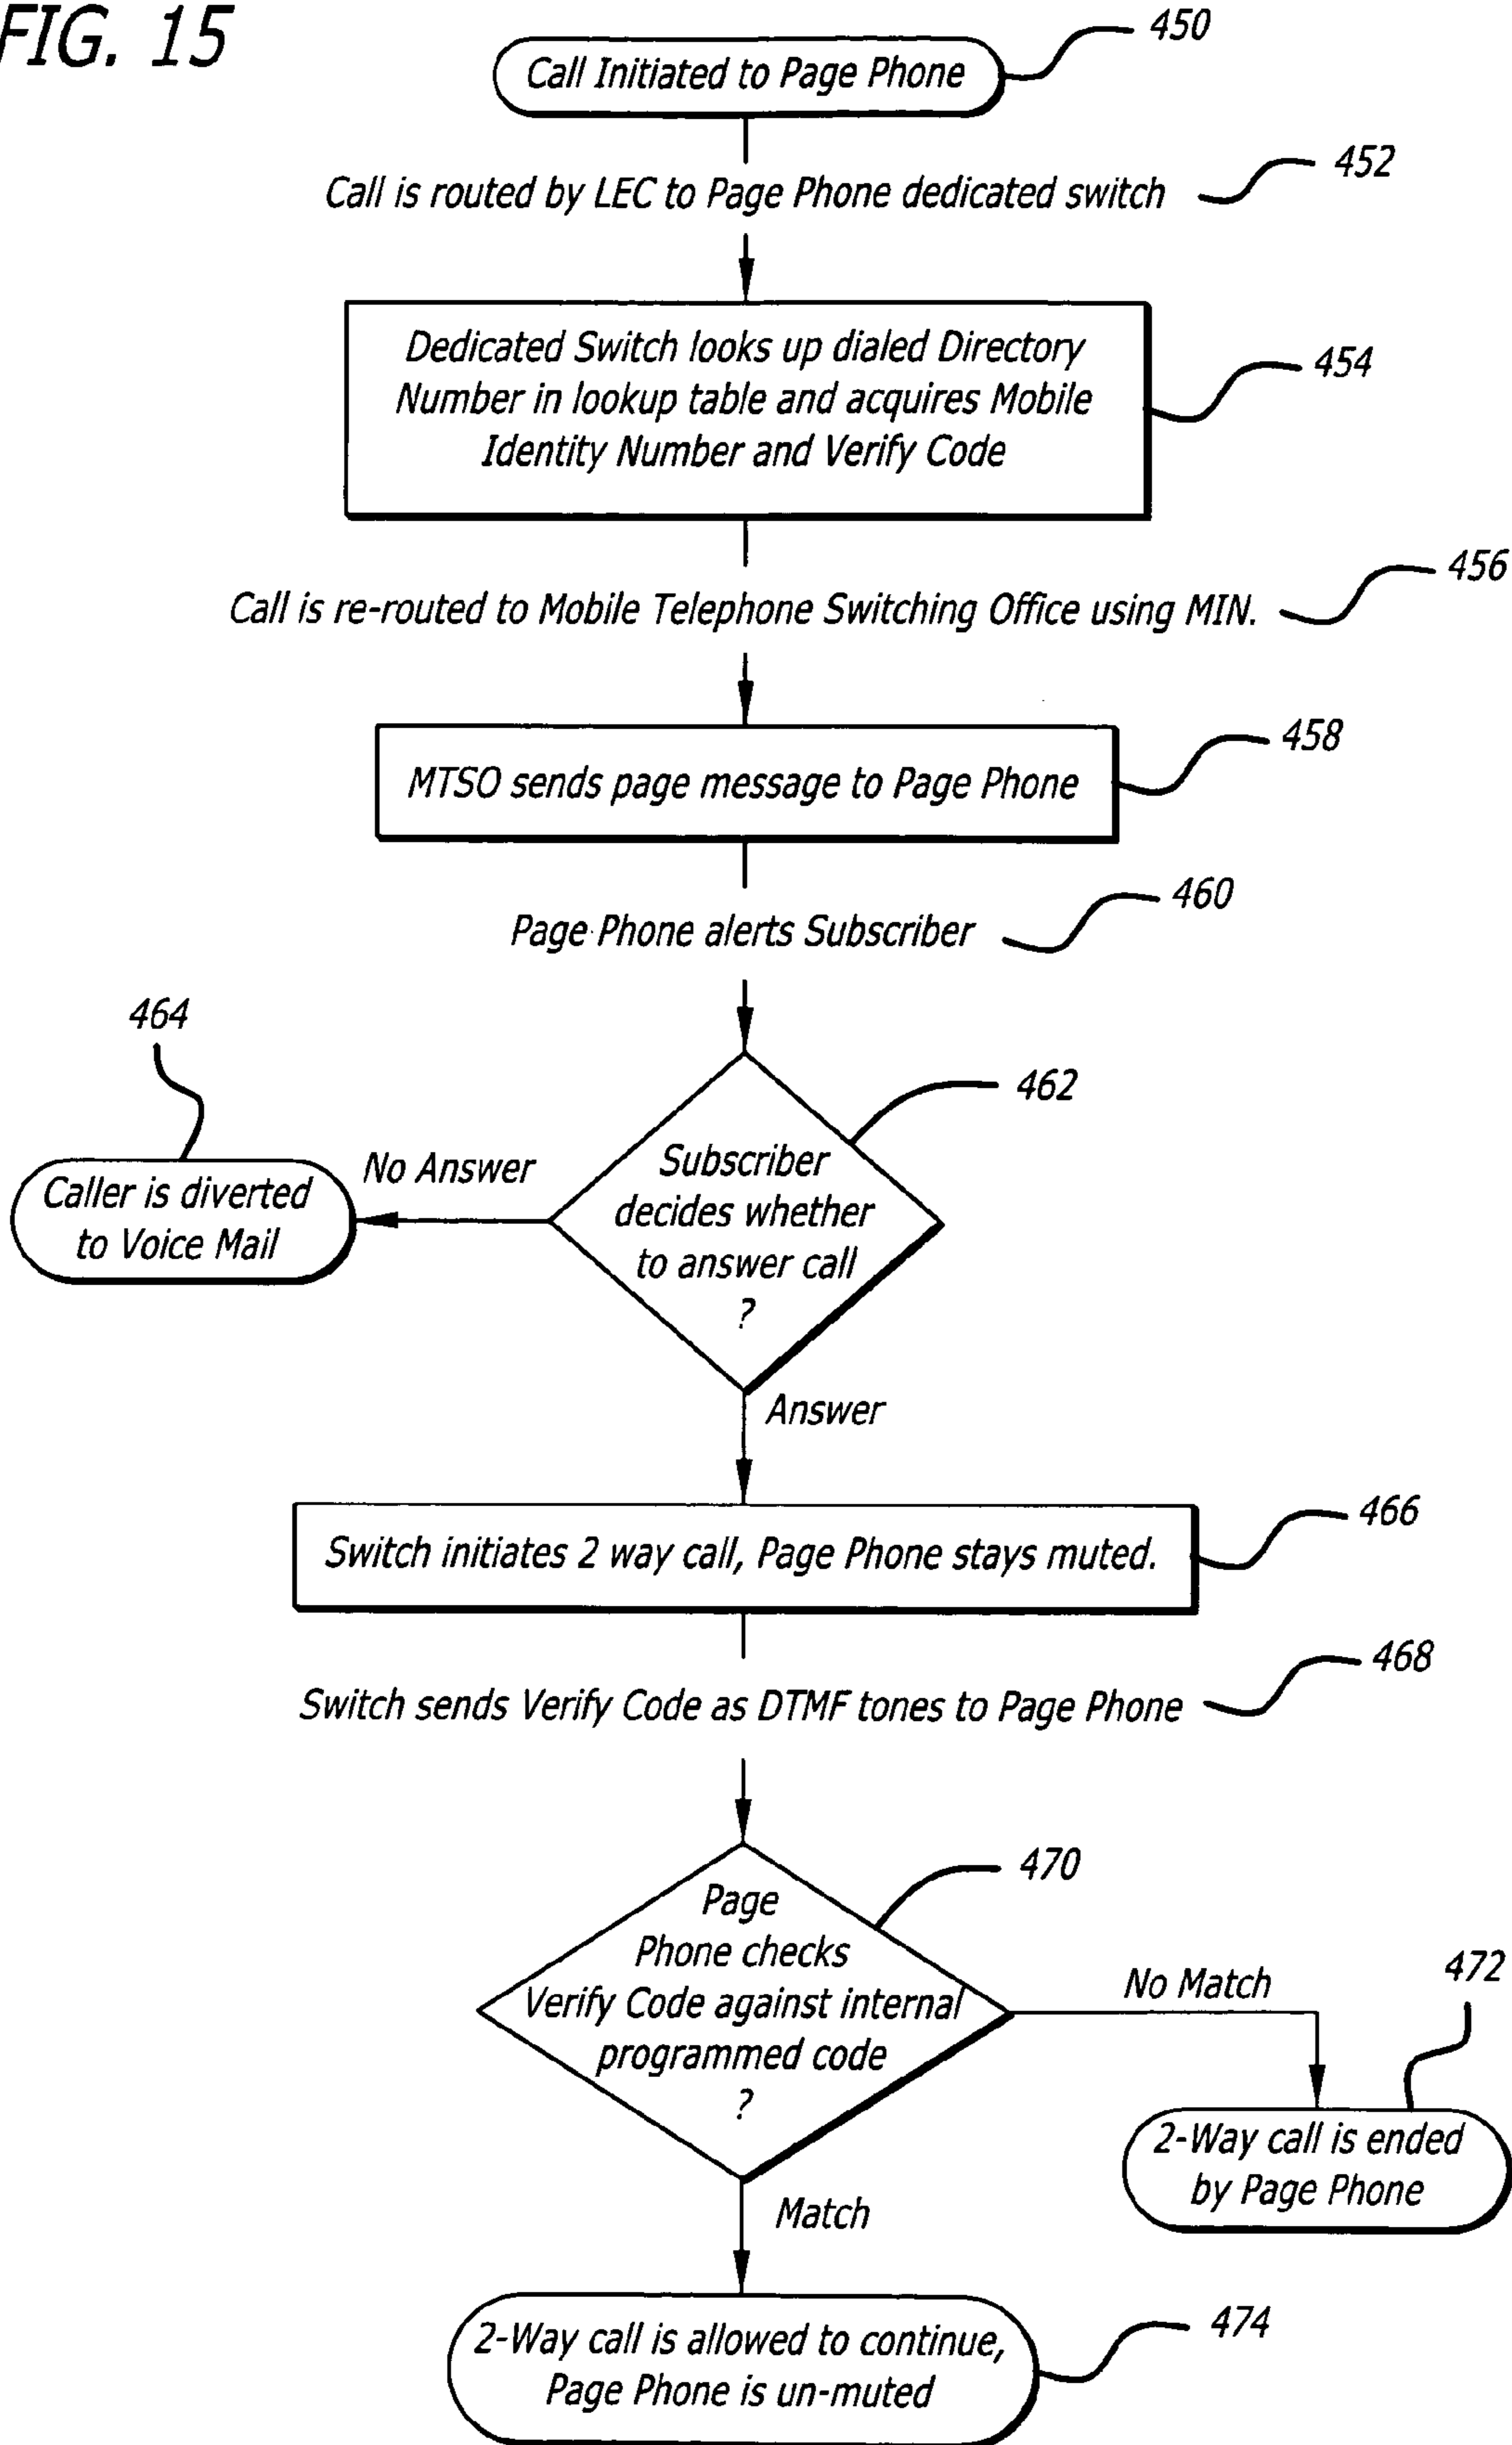 FIG. 15
450
Call Initiated to Page Phone
452
Call is routed by LEC to Page Phone dedicated switch
Dedicated Switch looks up dialed Directory
Number in lookup table and acquires Mobile
Identity Number and Verify Code
454
456
Call is re-routed to Mobile Telephone Switching Office using MIN.
458
MTSO sends page message to Page Phone
460
Page Phone alerts Subscriber
464
462
No Answer
Caller is diverted
to Voice Mail
Subscriber
decides whether
to answer call
?
Answer
466
Switch initiates 2 way call, Page Phone stays muted.
468
Switch sends Verify Code as DTMF tones to Page Phone
470
Page
Phone checks
Verify Code against internal
programmed code
?
No Match
472
2-Way call is ended
by Page Phone
Match
474
2-Way call is allowed to continue,
Page Phone is un-muted